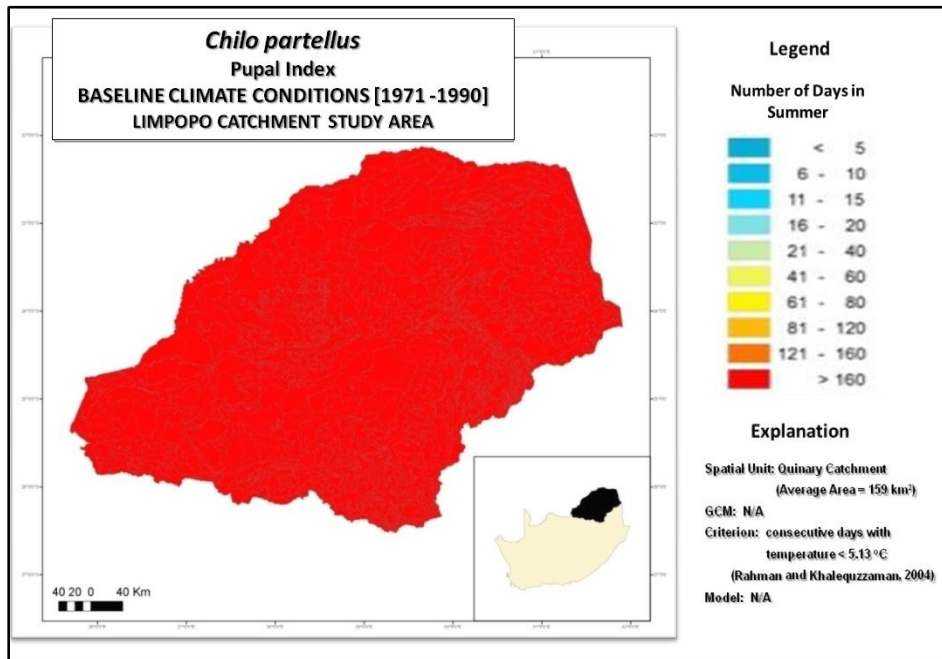 Chilo partellus
Pupal Index
BASELINE CLIMATE CONDITIONS [1971 -1990]
LIMPOPO CATCHMENT STUDY AREA
40 20 0 40 Km
Legend
Number of Days in
Summer
< 5
6 - 10
11 - 15
16 - 20
21 - 40
41 - 60
61 - 80
81 - 120
121 - 160
> 160
Explanation
Spatial Unit: Quinary Catchment
(Average Area = 159 km²)
GCM: N/A
Criterion: consecutive days with
temperature < 5.13 °C
(Rahman and Khalequzzaman, 2004)
Model: N/A